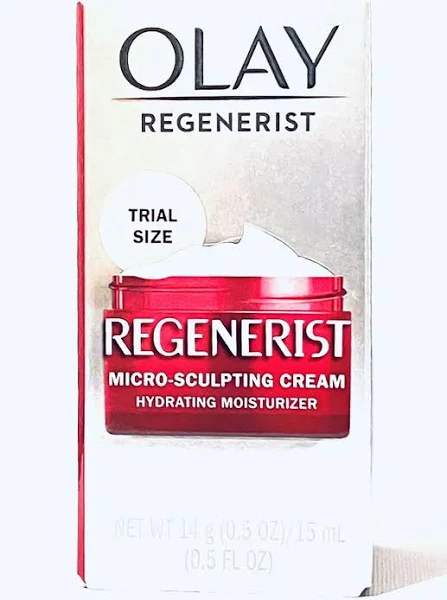 OLAY
REGENERIST
TRIAL
SIZE
REGENERIST
MICRO-SCULPTING CREAM
HYDRATING MOISTURIZER
NET WT 14 g (0.5 OZ)/15 mL
(0.5 FL OZ)